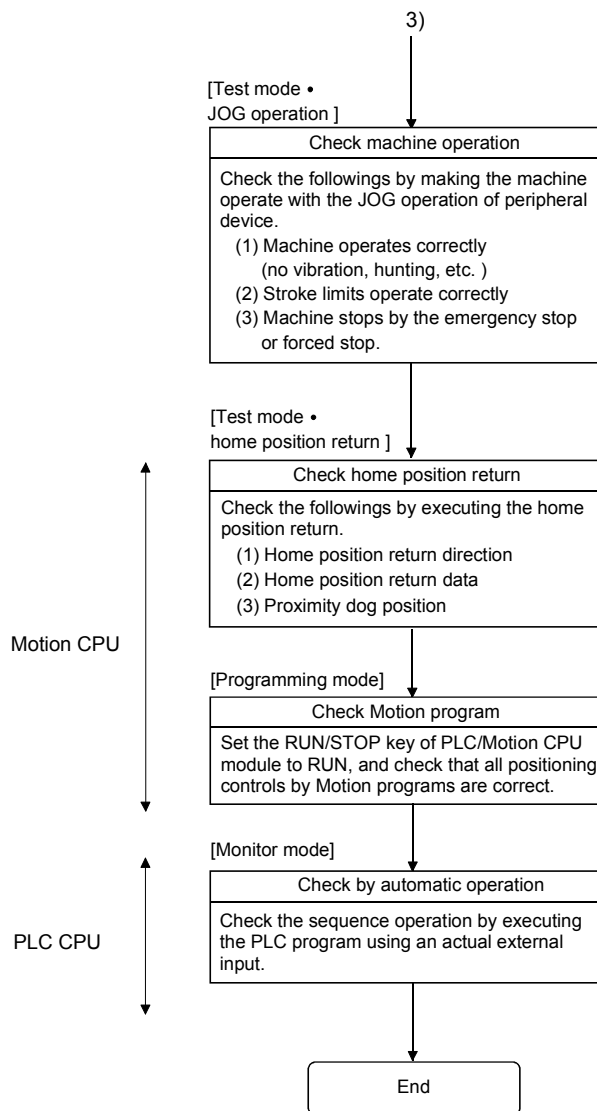 3)
[Test mode •
JOG operation ]
Check machine operation
Check the followings by making the machine
operate with the JOG operation of peripheral
device.
(1) Machine operates correctly
(no vibration, hunting, etc. )
(2) Stroke limits operate correctly
(3) Machine stops by the emergency stop
or forced stop.
[Test mode •
home position return ]
Check home position return
Check the followings by executing the home
position return.
(1) Home position return direction
(2) Home position return data
(3) Proximity dog position
Motion CPU
[Programming mode]
Check Motion program
Set the RUN/STOP key of PLC/Motion CPU
module to RUN, and check that all positioning
controls by Motion programs are correct.
[Monitor mode]
Check by automatic operation
Check the sequence operation by executing
the PLC program using an actual external
input.
PLC CPU
End